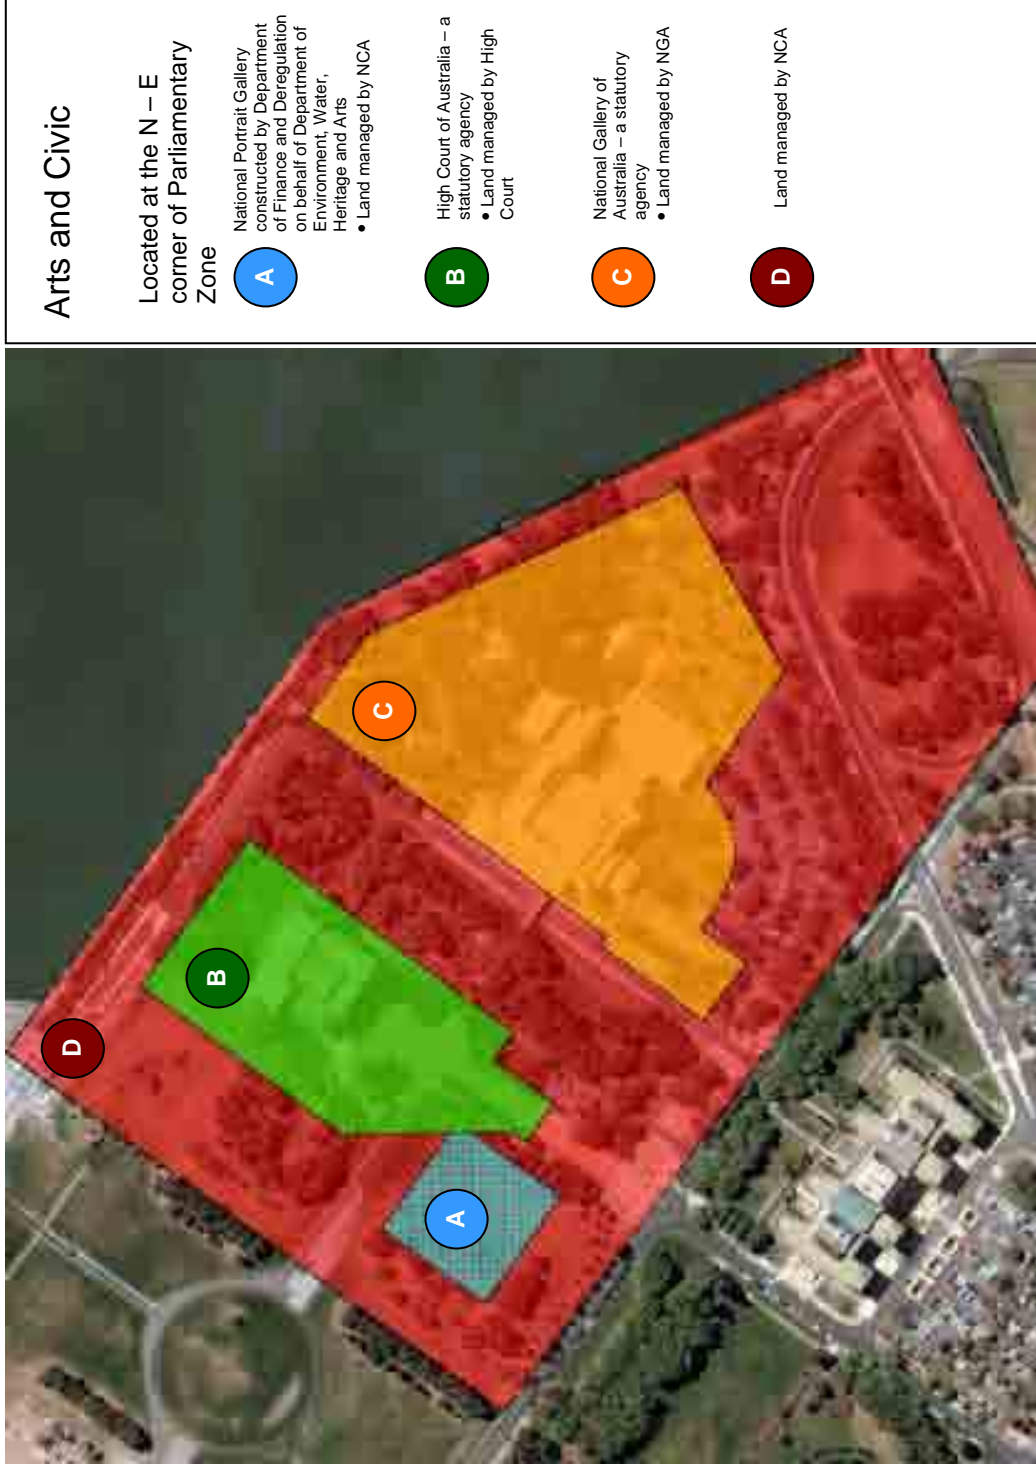 Arts and Civic
Located at the N – E
corner of Parliamentary
Zone
A
National Portrait Gallery
constructed by Department
of Finance and Deregulation
on behalf of Department of
Environment, Water,
Heritage and Arts
• Land managed by NCA
B
High Court of Australia – a
statutory agency
• Land managed by High
Court
C
National Gallery of
Australia – a statutory
agency
• Land managed by NGA
D
Land managed by NCA
D
B
A
C